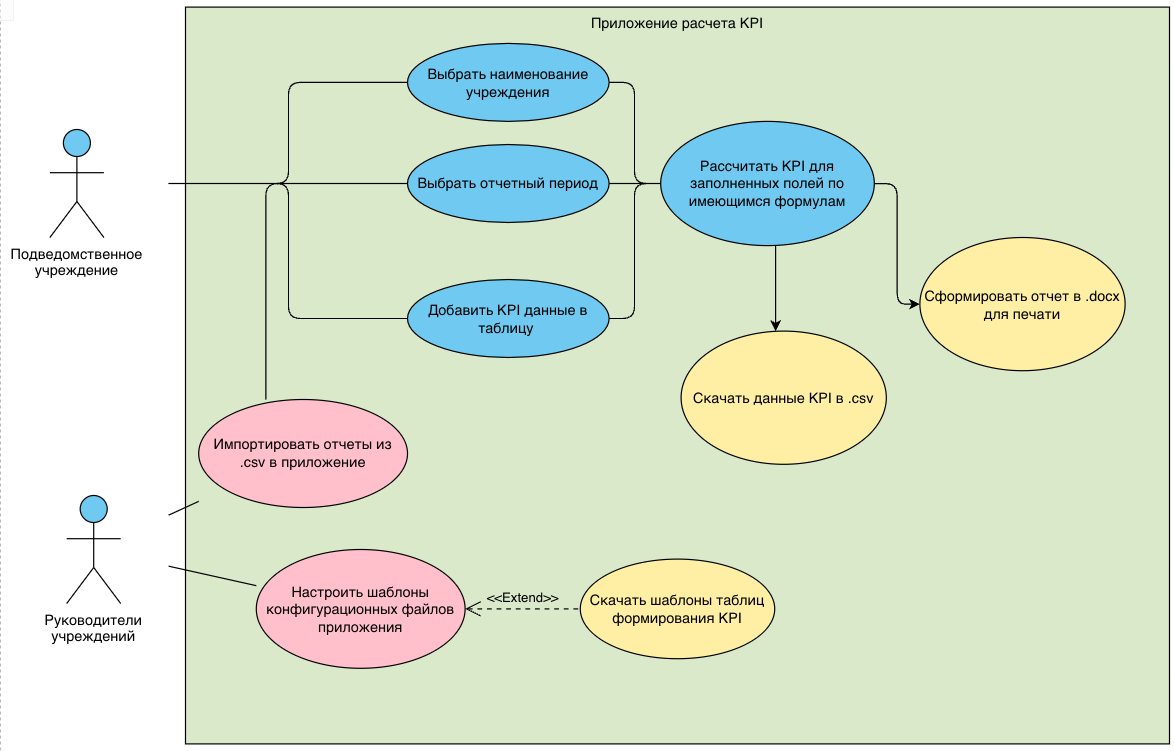 Приложение расчета KPI
Выбрать наименование
учреждения
Выбрать отчетный период
Рассчитать KPI для
заполненных полей по
имеющимся формулам
Подведомственное
учреждение
Добавить KPI данные в
таблицу
Сформировать отчет в .docx
для печати
Скачать данные KPI в .csv
Импортировать отчеты из
.csv в приложение
Руководители
учреждений
Настроить шаблоны
конфигурационных файлов
приложения
<<Extend>>
Скачать шаблоны таблиц
формирования KPI